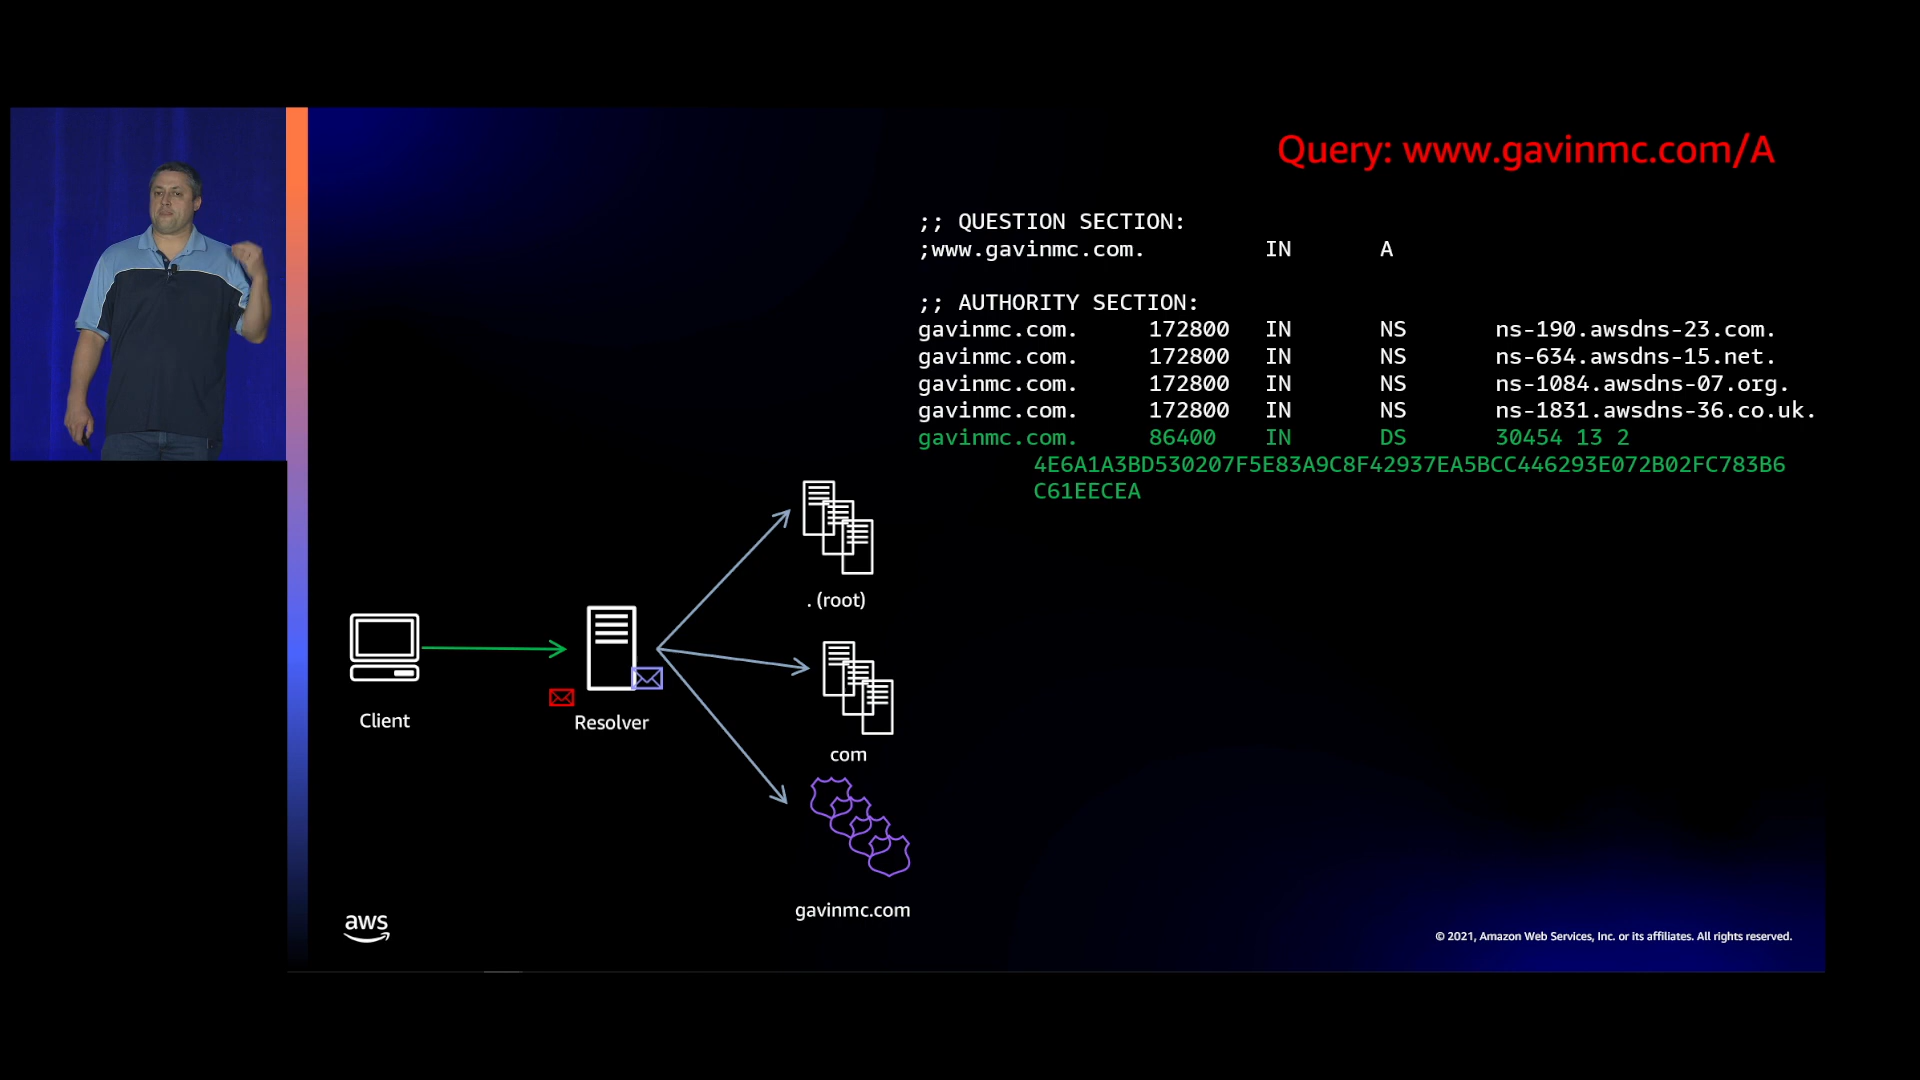 Query: www.gavinmc.com/A
;; QUESTION SECTION:
;www.gavinmc.com. IN A
;; AUTHORITY SECTION:
gavinmc.com. 172800 IN NS ns-190.awsdns-23.com.
gavinmc.com. 172800 IN NS ns-634.awsdns-15.net.
gavinmc.com. 172800 IN NS ns-1084.awsdns-07.org.
gavinmc.com. 172800 IN NS ns-1831.awsdns-36.co.uk.
gavinmc.com. 86400 IN DS 30454 13 2
4E6A1A3BD530207F5E83A9C8F42937EA5BCC446293E072B02FC783B6
C61EECEA
. (root)
Client
Resolver
com
gavinmc.com
aws
© 2021, Amazon Web Services, Inc. or its affiliates. All rights reserved.